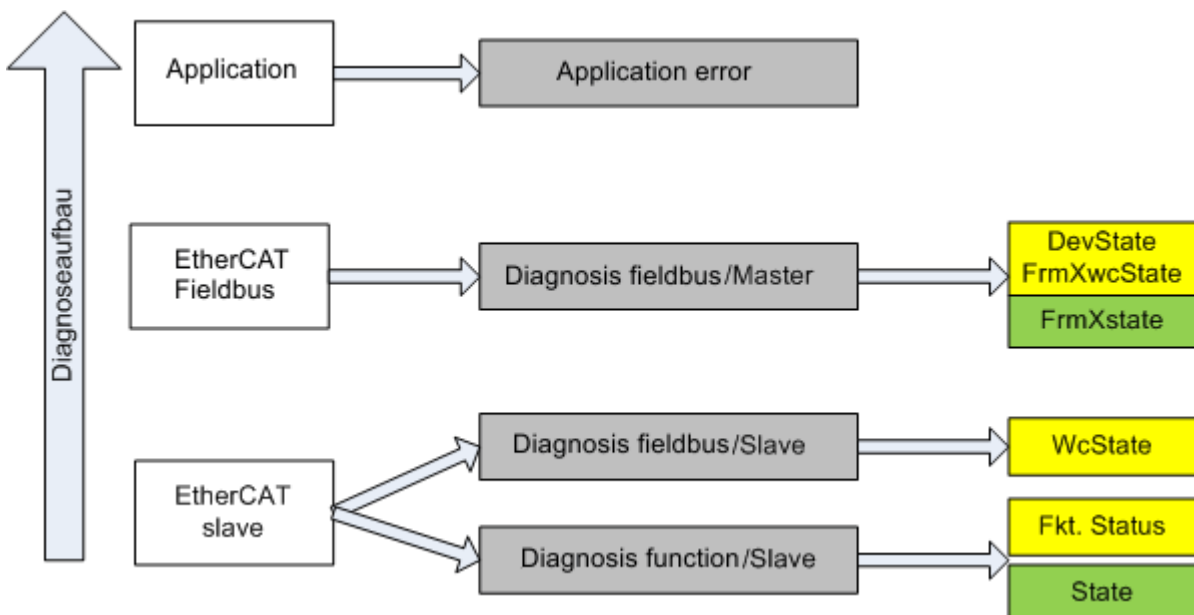 Diagnoseaufbau
Application
Application error
EtherCAT
Fieldbus
Diagnosis fieldbus/Master
DevState
FrmXwcState
FrmXstate
EtherCAT
slave
Diagnosis fieldbus/Slave
WcState
Diagnosis function/Slave
Fkt. Status
State